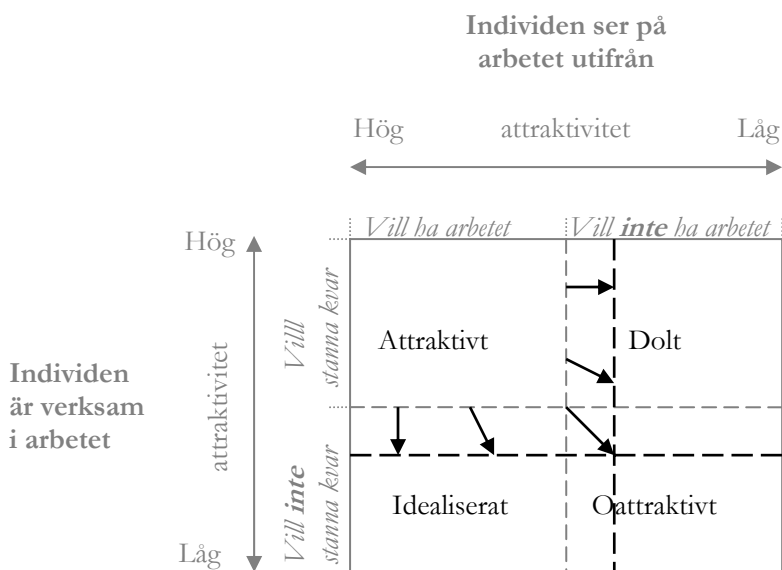 Individen ser på
arbetet utifrån
Hög attraktivitet Låg
Vill ha arbetet Vill inte ha arbetet
Hög
attraktivitet
Låg
Individen
är verksam
i arbetet
Villl
stanna kvar
Vill inte
stanna kvar
Attraktivt Dolt
Idealiserat Oattraktivt